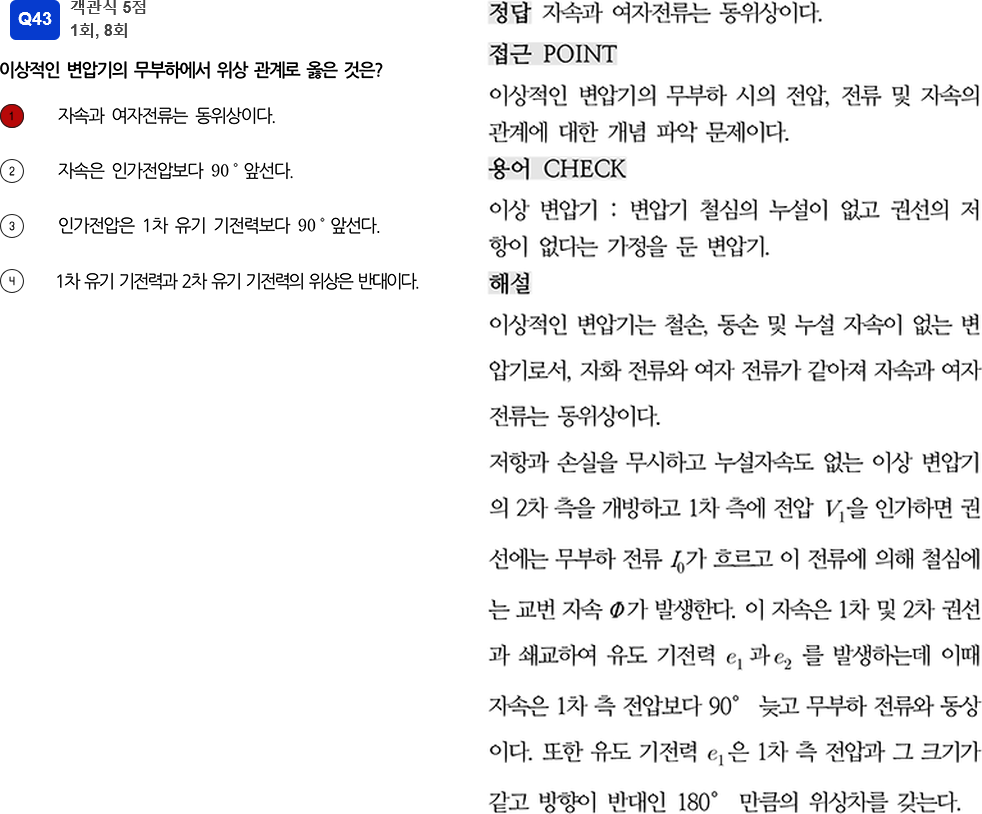 Q43
객관식 5점
1회, 8회
이상적인 변압기의 무부하에서 위상 관계로 옳은 것은?
1 자속과 여자전류는 동위상이다.
2 자속은 인가전압보다 90° 앞선다.
3 인가전압은 1차 유기 기전력보다 90° 앞선다.
4 1차 유기 기전력과 2차 유기 기전력의 위상은 반대이다.
정답 자속과 여자전류는 동위상이다.
접근 POINT
이상적인 변압기의 무부하 시의 전압, 전류 및 자속의
관계에 대한 개념 파악 문제이다.
용어 CHECK
이상 변압기 : 변압기 철심의 누설이 없고 권선의 저
항이 없다는 가정을 둔 변압기.
해설
이상적인 변압기는 철손, 동손 및 누설 자속이 없는 변
압기로서, 자화 전류와 여자 전류가 같아져 자속과 여자
전류는 동위상이다.
저항과 손실을 무시하고 누설자속도 없는 이상 변압기
의 2차 측을 개방하고 1차 측에 전압 V₁을 인가하면 권
선에는 무부하 전류 I₀가 흐르고 이 전류에 의해 철심에
는 교번 자속 Φ가 발생한다. 이 자속은 1차 및 2차 권선
과 쇄교하여 유도 기전력 e₁과 e₂ 를 발생하는데 이때
자속은 1차 측 전압보다 90° 늦고 무부하 전류와 동상
이다. 또한 유도 기전력 e₁은 1차 측 전압과 그 크기가
같고 방향이 반대인 180° 만큼의 위상차를 갖는다.